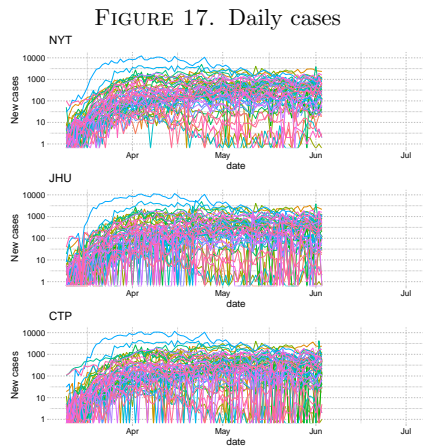 FIGURE 17. Daily cases
NYT
10000
1000
100
10
1
New cases
Apr
May
Jun
Jul
date
JHU
10000
1000
100
10
1
New cases
Apr
May
Jun
Jul
date
CTP
10000
1000
100
10
1
New cases
Apr
May
Jun
Jul
date